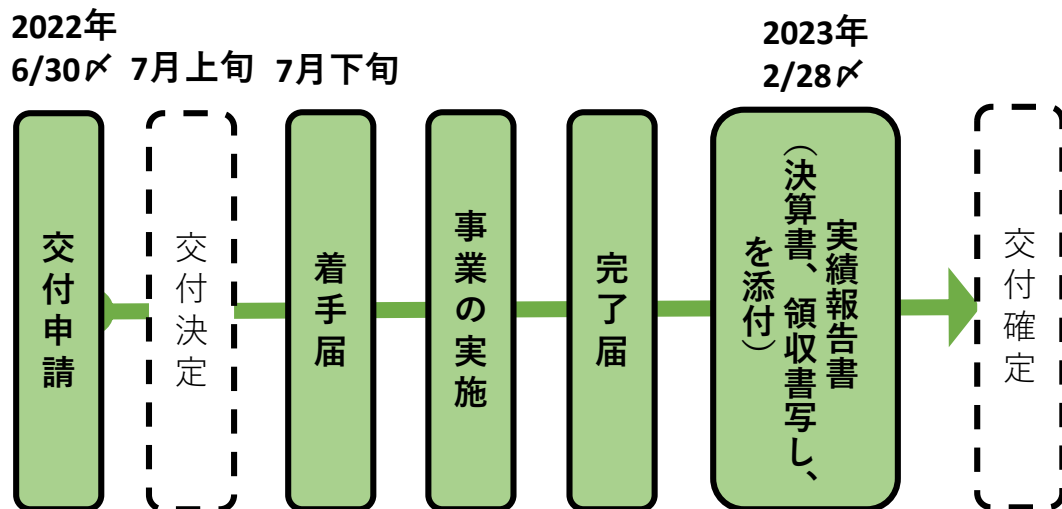 2022年
6/30〆
7月上旬
7月下旬
2023年
2/28〆
交付申請
交付決定
着手届
事業の実施
完了届
実績報告書
（決算書、領収書写し、
を添付）
交付確定